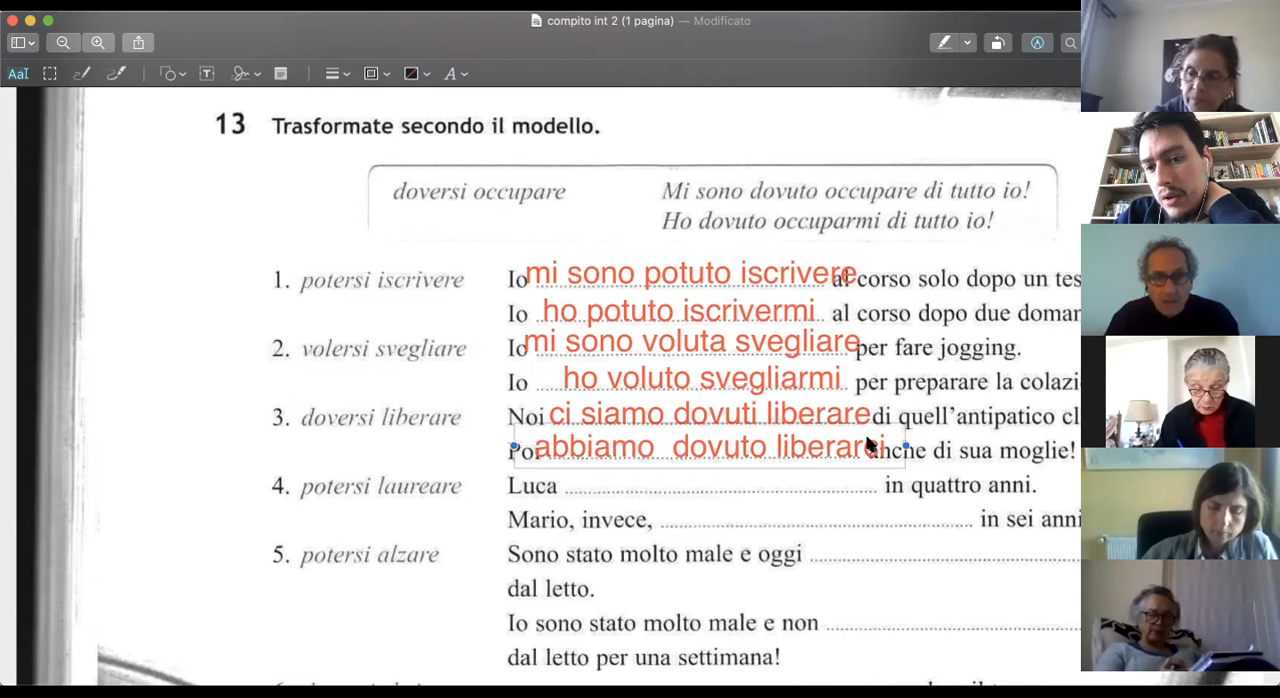 compito int 2 (1 pagina) — Modificato
AaI
T
A
13 Trasformate secondo il modello.
doversi occupare Mi sono dovuto occupare di tutto io!
Ho dovuto occuparmi di tutto io!
1. potersi iscrivere Io mi sono potuto iscrivere al corso solo dopo un tes
Io ho potuto iscrivermi al corso dopo due doman
2. volersi svegliare Io mi sono voluta svegliare per fare jogging.
Io ho voluto svegliarmi per preparare la colazi
3. doversi liberare Noi ci siamo dovuti liberare di quell'antipatico cl
Poi abbiamo dovuto liberarci anche di sua moglie!
4. potersi laureare Luca in quattro anni.
Mario, invece, in sei anni
5. potersi alzare Sono stato molto male e oggi
dal letto.
Io sono stato molto male e non
dal letto per una settimana!